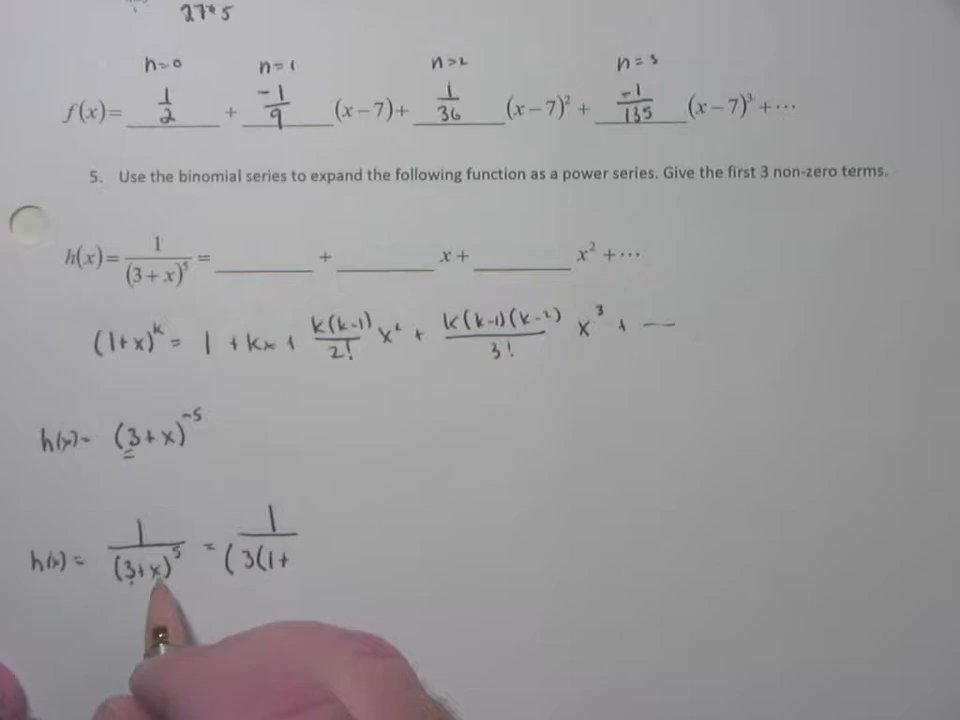 27*5
n=0 n=1 n=2 n=3
f(x)= 1/2 + -1/9 (x−7)+ 1/36 (x−7)² + -1/135 (x−7)³ +⋯
5. Use the binomial series to expand the following function as a power series. Give the first 3 non-zero terms.
h(x)= 1/(3+x)⁵ = ______ + ______ x+ ______ x² +⋯
(1+x)^k = 1 + kx + k(k-1)/2! x² + k(k-1)(k-2)/3! x³ + ---
h(x)= (3+x)^-5
h(x)= 1/(3+x)^5 = 1/(3(1+